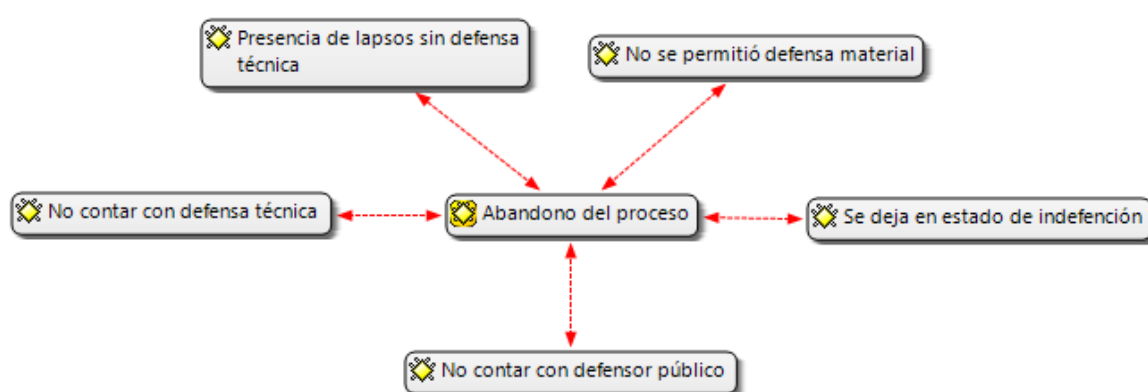 Presencia de lapsos sin defensa
técnica
No se permitió defensa material
No contar con defensa técnica
Abandono del proceso
Se deja en estado de indefención
No contar con defensor público